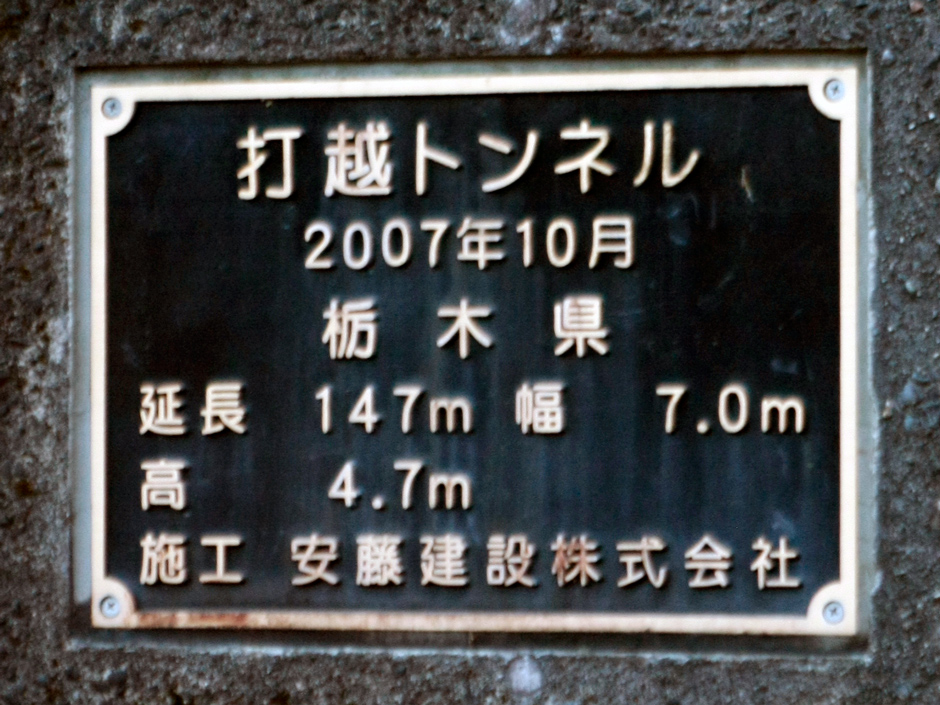 打越トンネル
2007年10月
栃木県
延長 147m 幅 7.0m
高 4.7m
施工 安藤建設株式会社